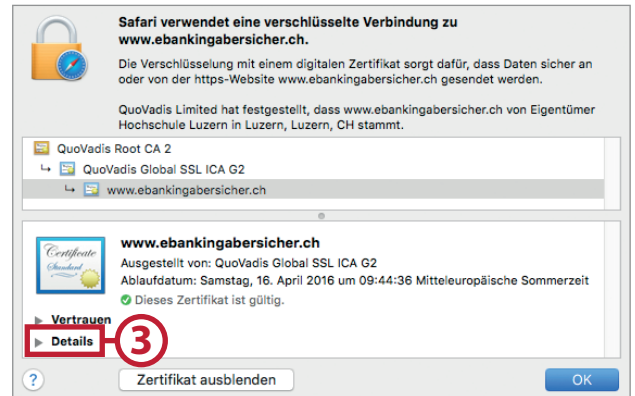 Safari verwendet eine verschlüsselte Verbindung zu
www.ebankingabersicher.ch.
Die Verschlüsselung mit einem digitalen Zertifikat sorgt dafür, dass Daten sicher an
oder von der https-Website www.ebankingabersicher.ch gesendet werden.
QuoVadis Limited hat festgestellt, dass www.ebankingabersicher.ch von Eigentümer
Hochschule Luzern in Luzern, Luzern, CH stammt.
QuoVadis Root CA 2
↳ QuoVadis Global SSL ICA G2
↳ www.ebankingabersicher.ch
Certificate
Standard
www.ebankingabersicher.ch
Ausgestellt von: QuoVadis Global SSL ICA G2
Ablaufdatum: Samstag, 16. April 2016 um 09:44:36 Mitteleuropäische Sommerzeit
Dieses Zertifikat ist gültig.
Vertrauen
Details
3
?
Zertifikat ausblenden
OK